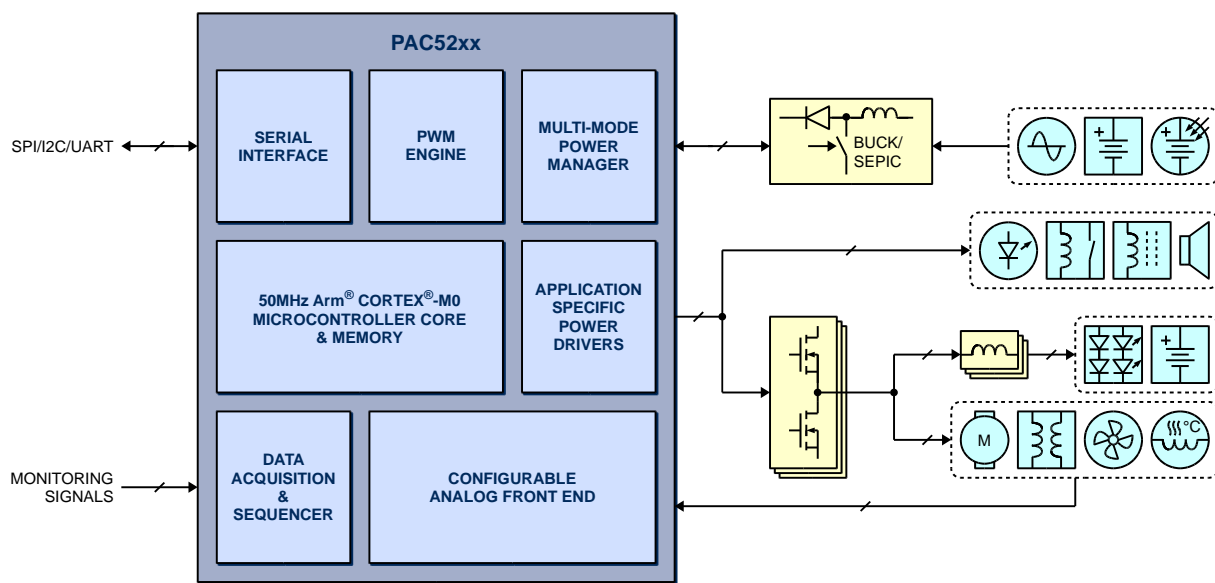 PAC52xx
SERIAL
INTERFACE
PWM
ENGINE
MULTI-MODE
POWER
MANAGER
SPI/I2C/UART
BUCK/
SEPIC
+
+
50MHz Arm® CORTEX®-M0
MICROCONTROLLER CORE
& MEMORY
APPLICATION
SPECIFIC
POWER
DRIVERS
+
M
°C
DATA
ACQUISITION
&
SEQUENCER
CONFIGURABLE
ANALOG FRONT END
MONITORING
SIGNALS